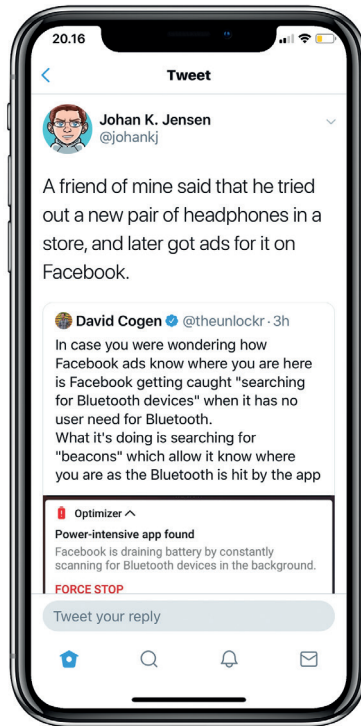 20.16
Tweet
Johan K. Jensen
@johankj
A friend of mine said that he tried
out a new pair of headphones in a
store, and later got ads for it on
Facebook.
David Cogen @theunlockr · 3h
In case you were wondering how
Facebook ads know where you are here
is Facebook getting caught "searching
for Bluetooth devices" when it has no
user need for Bluetooth.
What it's doing is searching for
"beacons" which allow it know where
you are as the Bluetooth is hit by the app
Optimizer
Power-intensive app found
Facebook is draining battery by constantly
scanning for Bluetooth devices in the background.
FORCE STOP
Tweet your reply